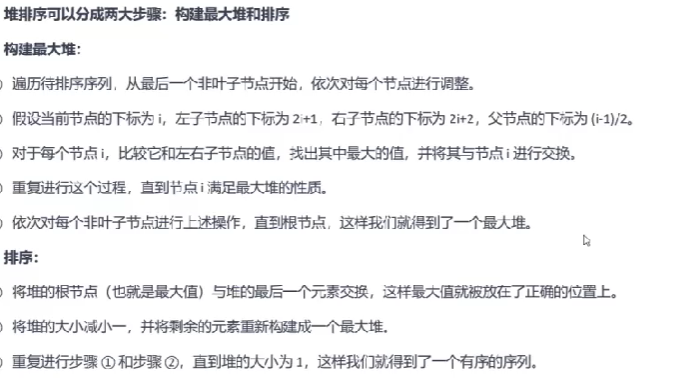 堆排序可以分成两大步骤：构建最大堆和排序
构建最大堆：
遍历待排序序列，从最后一个非叶子节点开始，依次对每个节点进行调整。
假设当前节点的下标为 i，左子节点的下标为 2i+1，右子节点的下标为 2i+2，父节点的下标为 (i-1)/2。
对于每个节点 i，比较它和左右子节点的值，找出其中最大的值，并将其与节点 i 进行交换。
重复进行这个过程，直到节点 i 满足最大堆的性质。
依次对每个非叶子节点进行上述操作，直到根节点，这样我们就得到了一个最大堆。
排序：
将堆的根节点（也就是最大值）与堆的最后一个元素交换，这样最大值就被放在了正确的位置上。
将堆的大小减小一，并将剩余的元素重新构建成一个最大堆。
重复进行步骤 ① 和步骤 ②，直到堆的大小为 1，这样我们就得到了一个有序的序列。